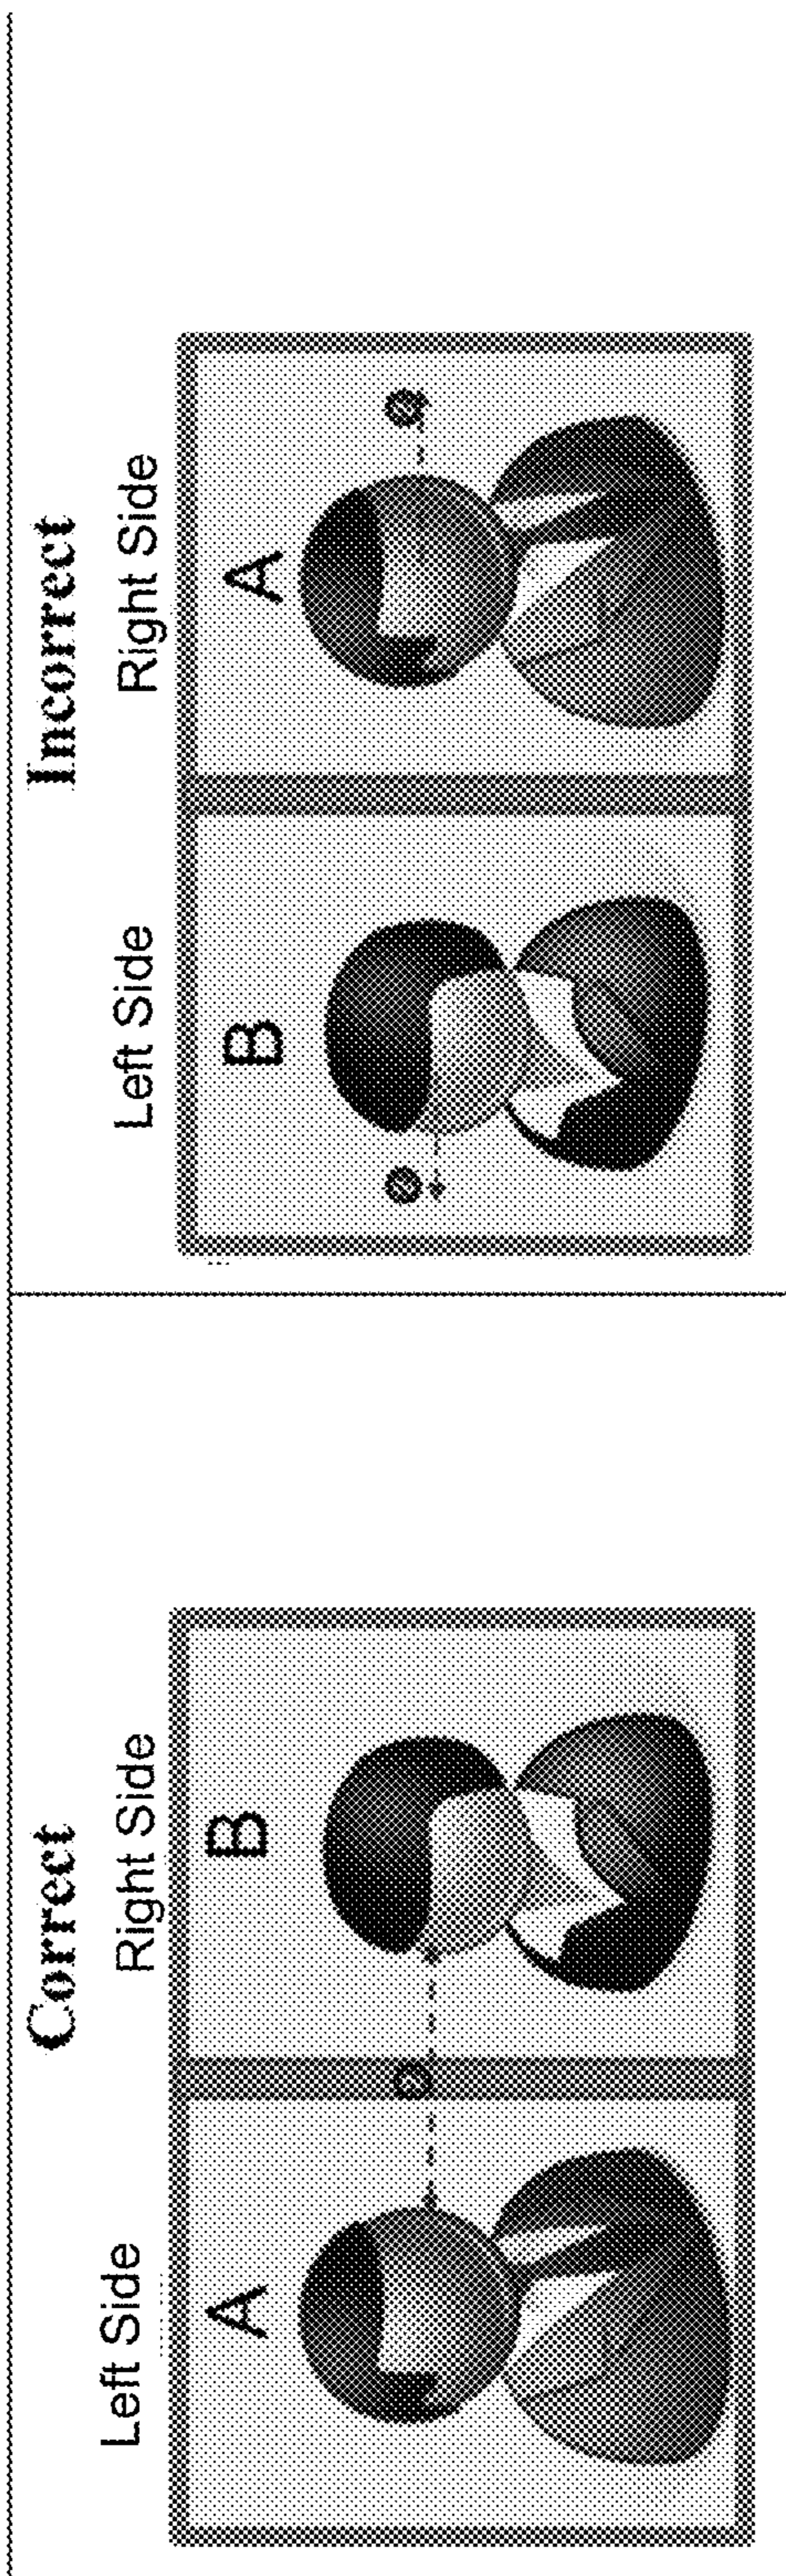 Correct
Left Side
Right Side
A
B
Incorrect
Left Side
Right Side
B
A